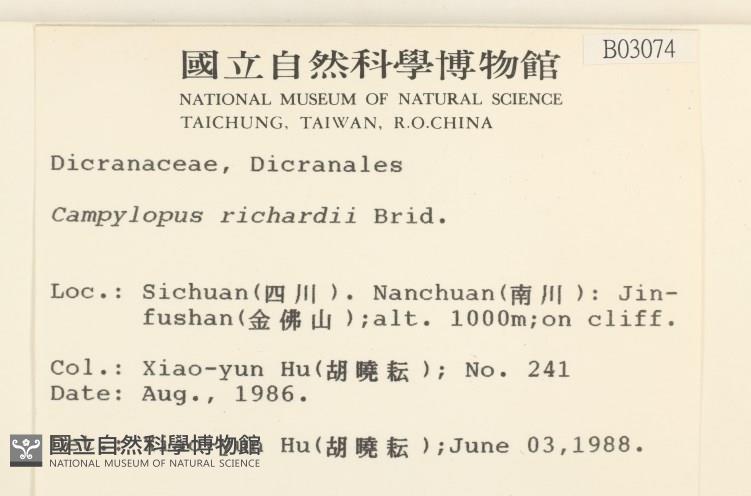 國立自然科學博物館
B03074
NATIONAL MUSEUM OF NATURAL SCIENCE
TAICHUNG, TAIWAN, R.O.CHINA
Dicranaceae, Dicranales
Campylopus richardii Brid.
Loc.: Sichuan(四川). Nanchuan(南川): Jin-
fushan(金佛山);alt. 1000m;on cliff.
Col.: Xiao-yun Hu(胡曉耘); No. 241
Date: Aug., 1986.
Hu(胡曉耘);June 03,1988.
國立自然科學博物館
NATIONAL MUSEUM OF NATURAL SCIENCE